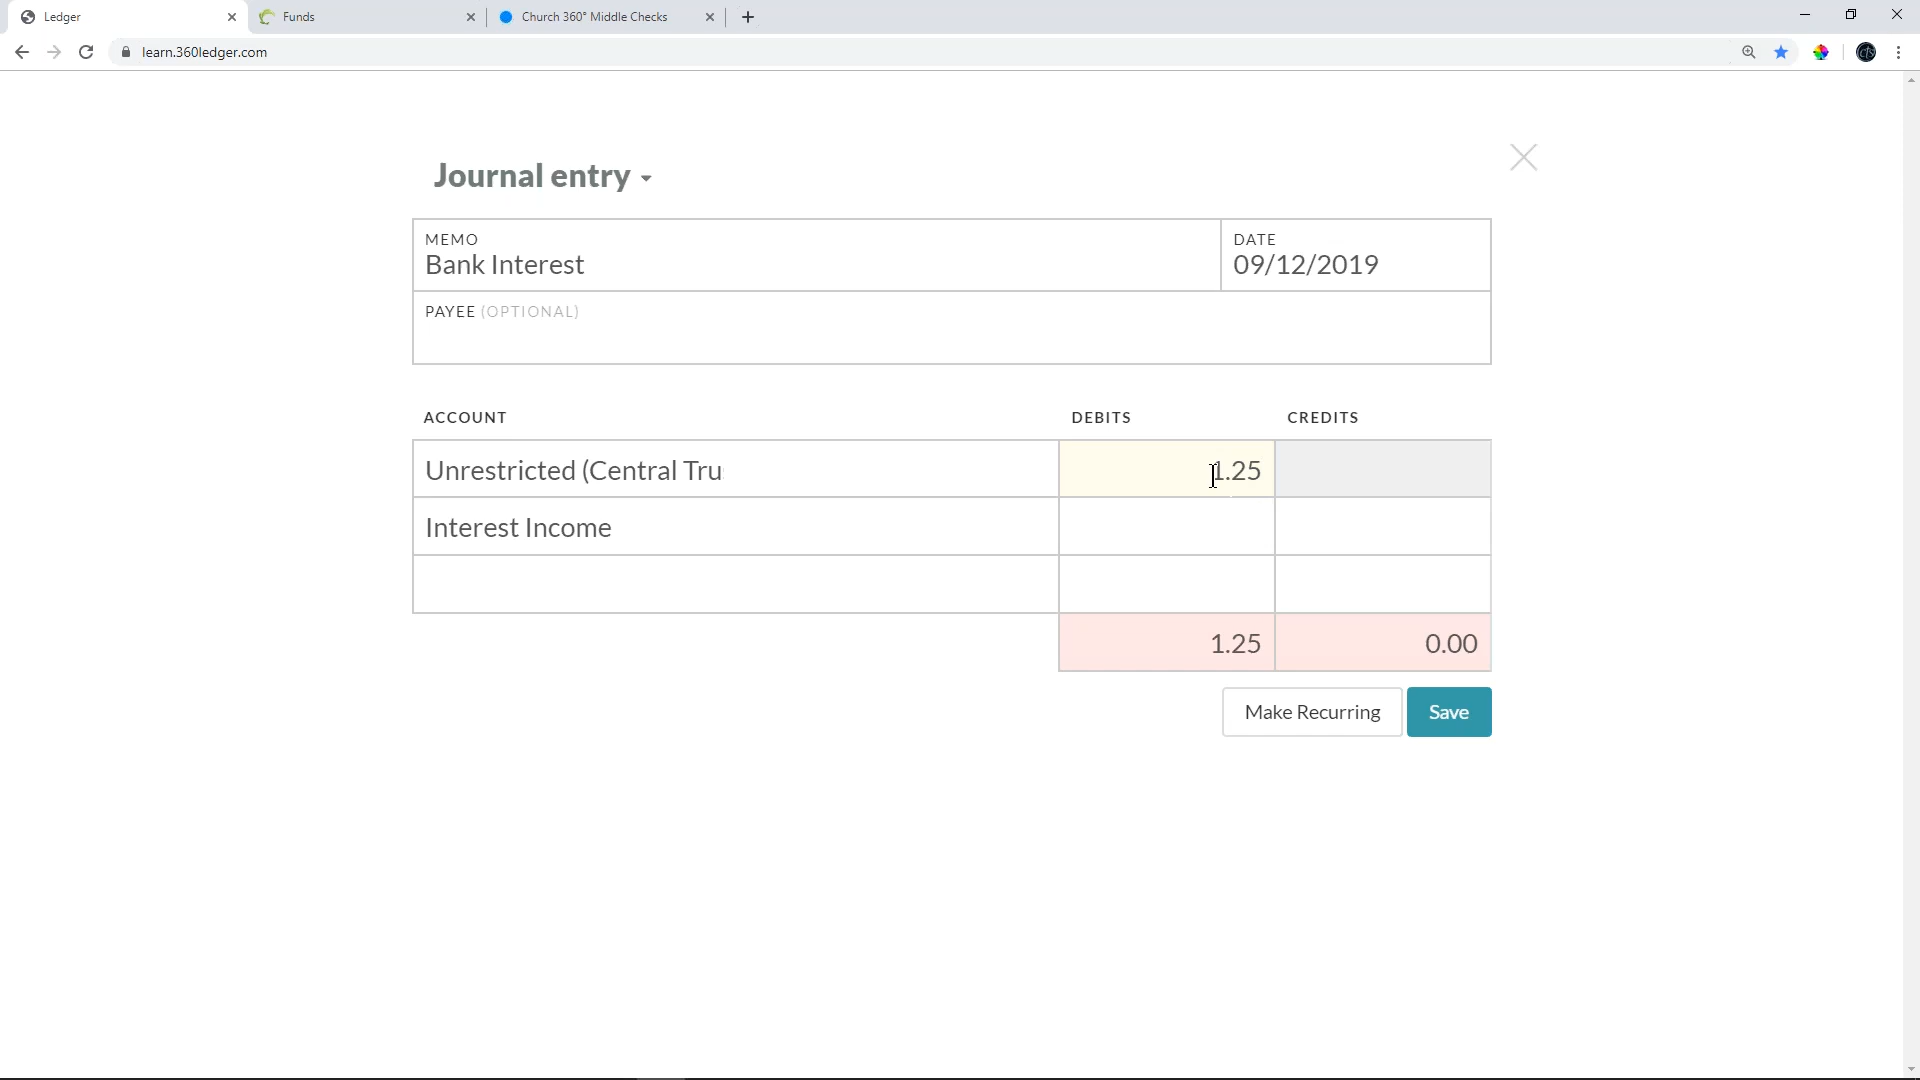 Ledger
Funds
Church 360° Middle Checks
learn.360ledger.com
cts
Journal entry
MEMO
Bank Interest
DATE
09/12/2019
PAYEE (OPTIONAL)
ACCOUNT DEBITS CREDITS
Unrestricted (Central Tru 1.25
Interest Income
1.25 0.00
Make Recurring Save